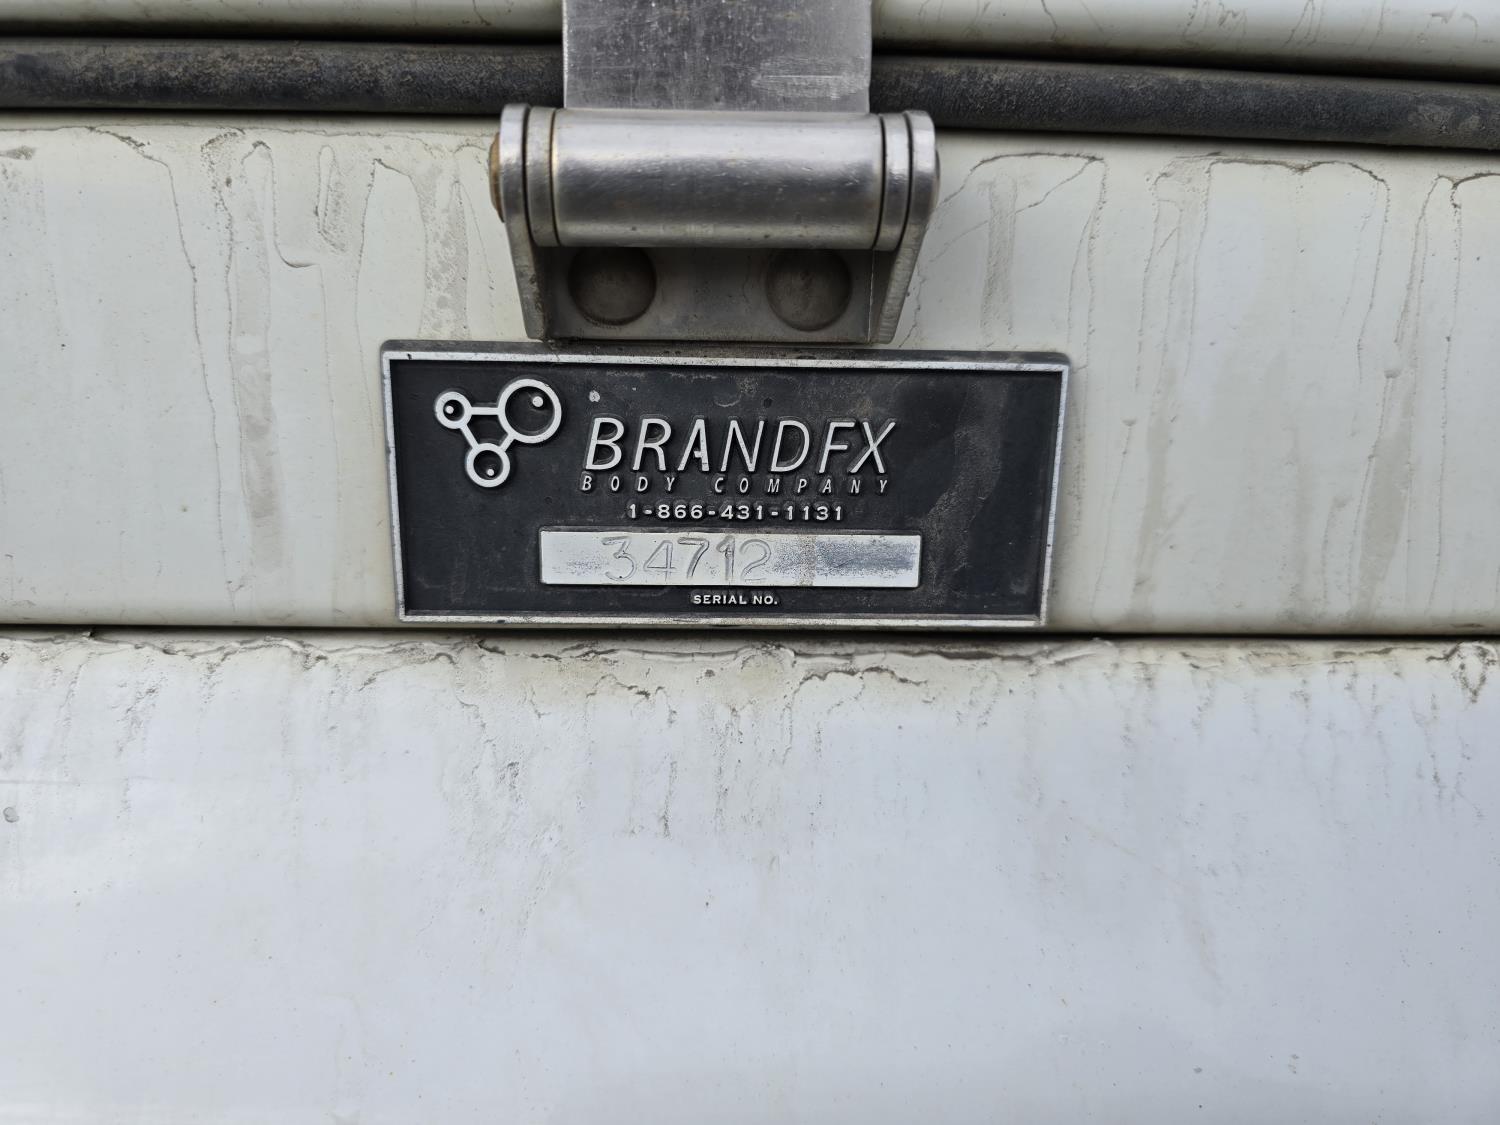 BRANDFX
BODY COMPANY
1-866-431-1131
34712
SERIAL NO.